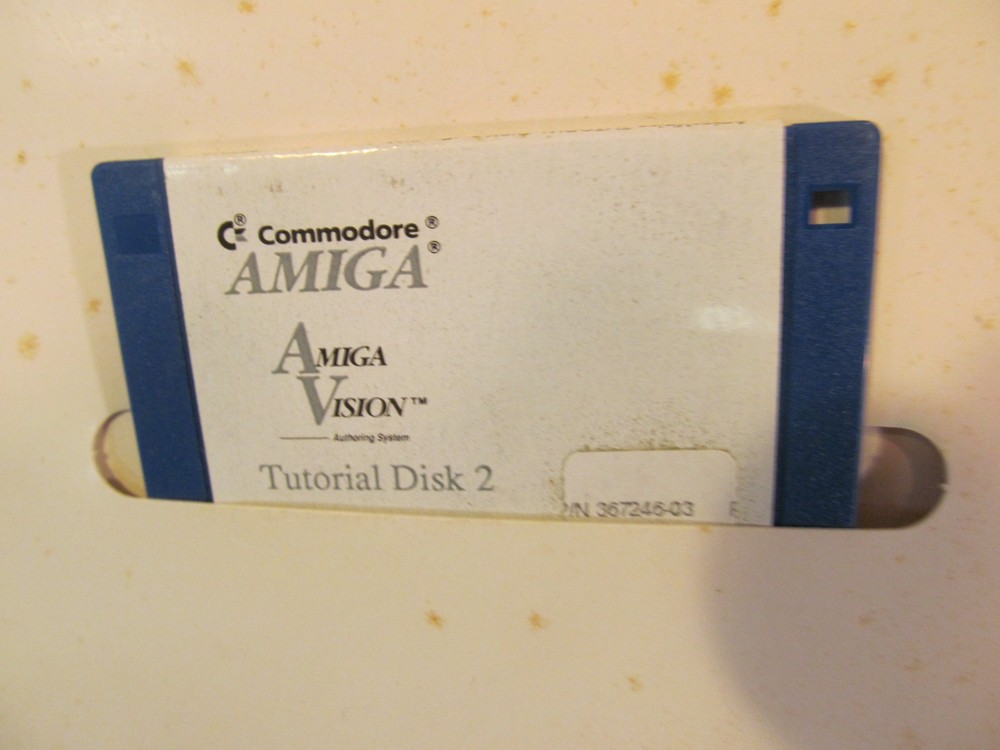 Commodore ®
AMIGA ®
AMIGA
VISION™
Authoring System
Tutorial Disk 2
P/N 367246-03